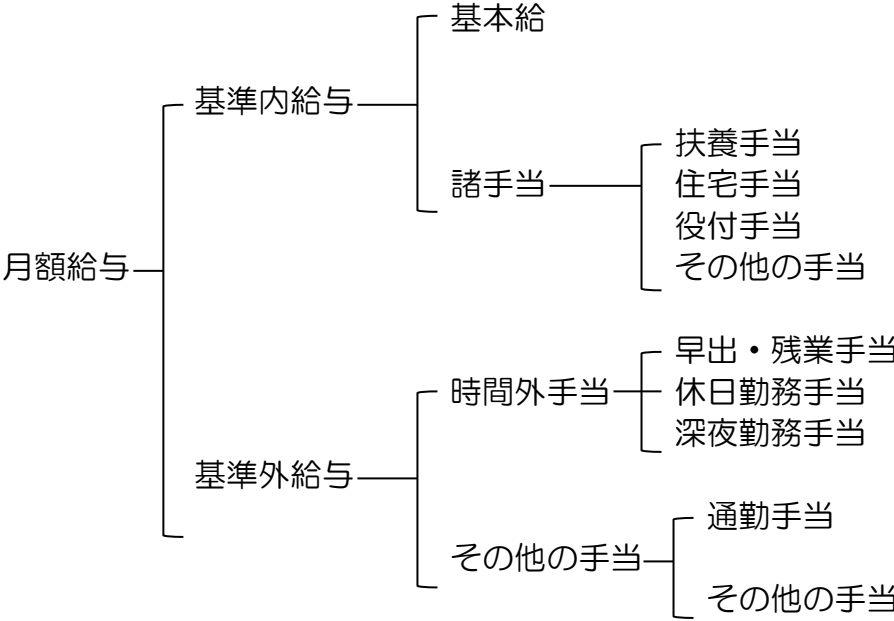 基本給
基準内給与
扶養手当
諸手当
住宅手当
役付手当
その他の手当
月額給与
早出・残業手当
時間外手当
休日勤務手当
深夜勤務手当
基準外給与
通勤手当
その他の手当
その他の手当